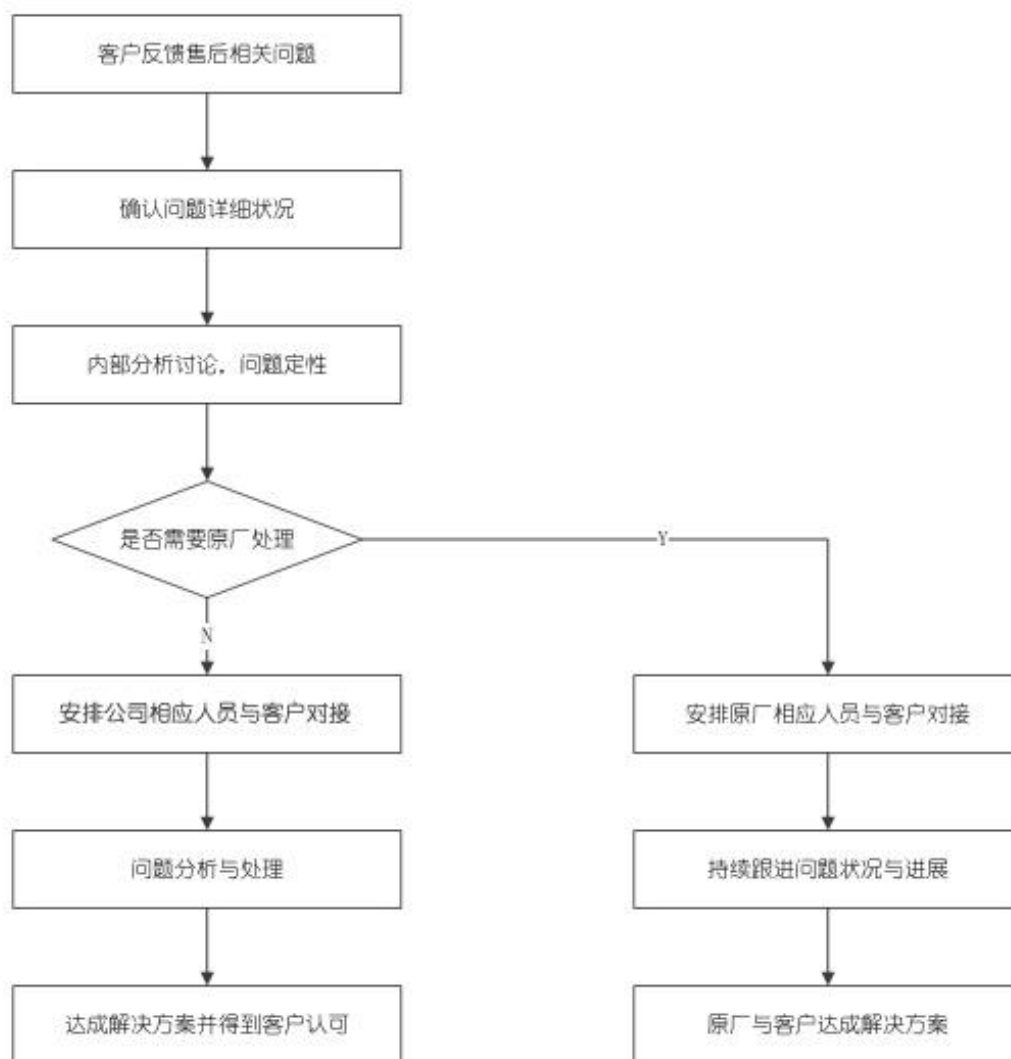 客户反馈售后相关问题
确认问题详细状况
内部分析讨论，问题定性
是否需要原厂处理
Y
N
安排公司相应人员与客户对接
安排原厂相应人员与客户对接
问题分析与处理
持续跟进问题状况与进展
达成解决方案并得到客户认可
原厂与客户达成解决方案